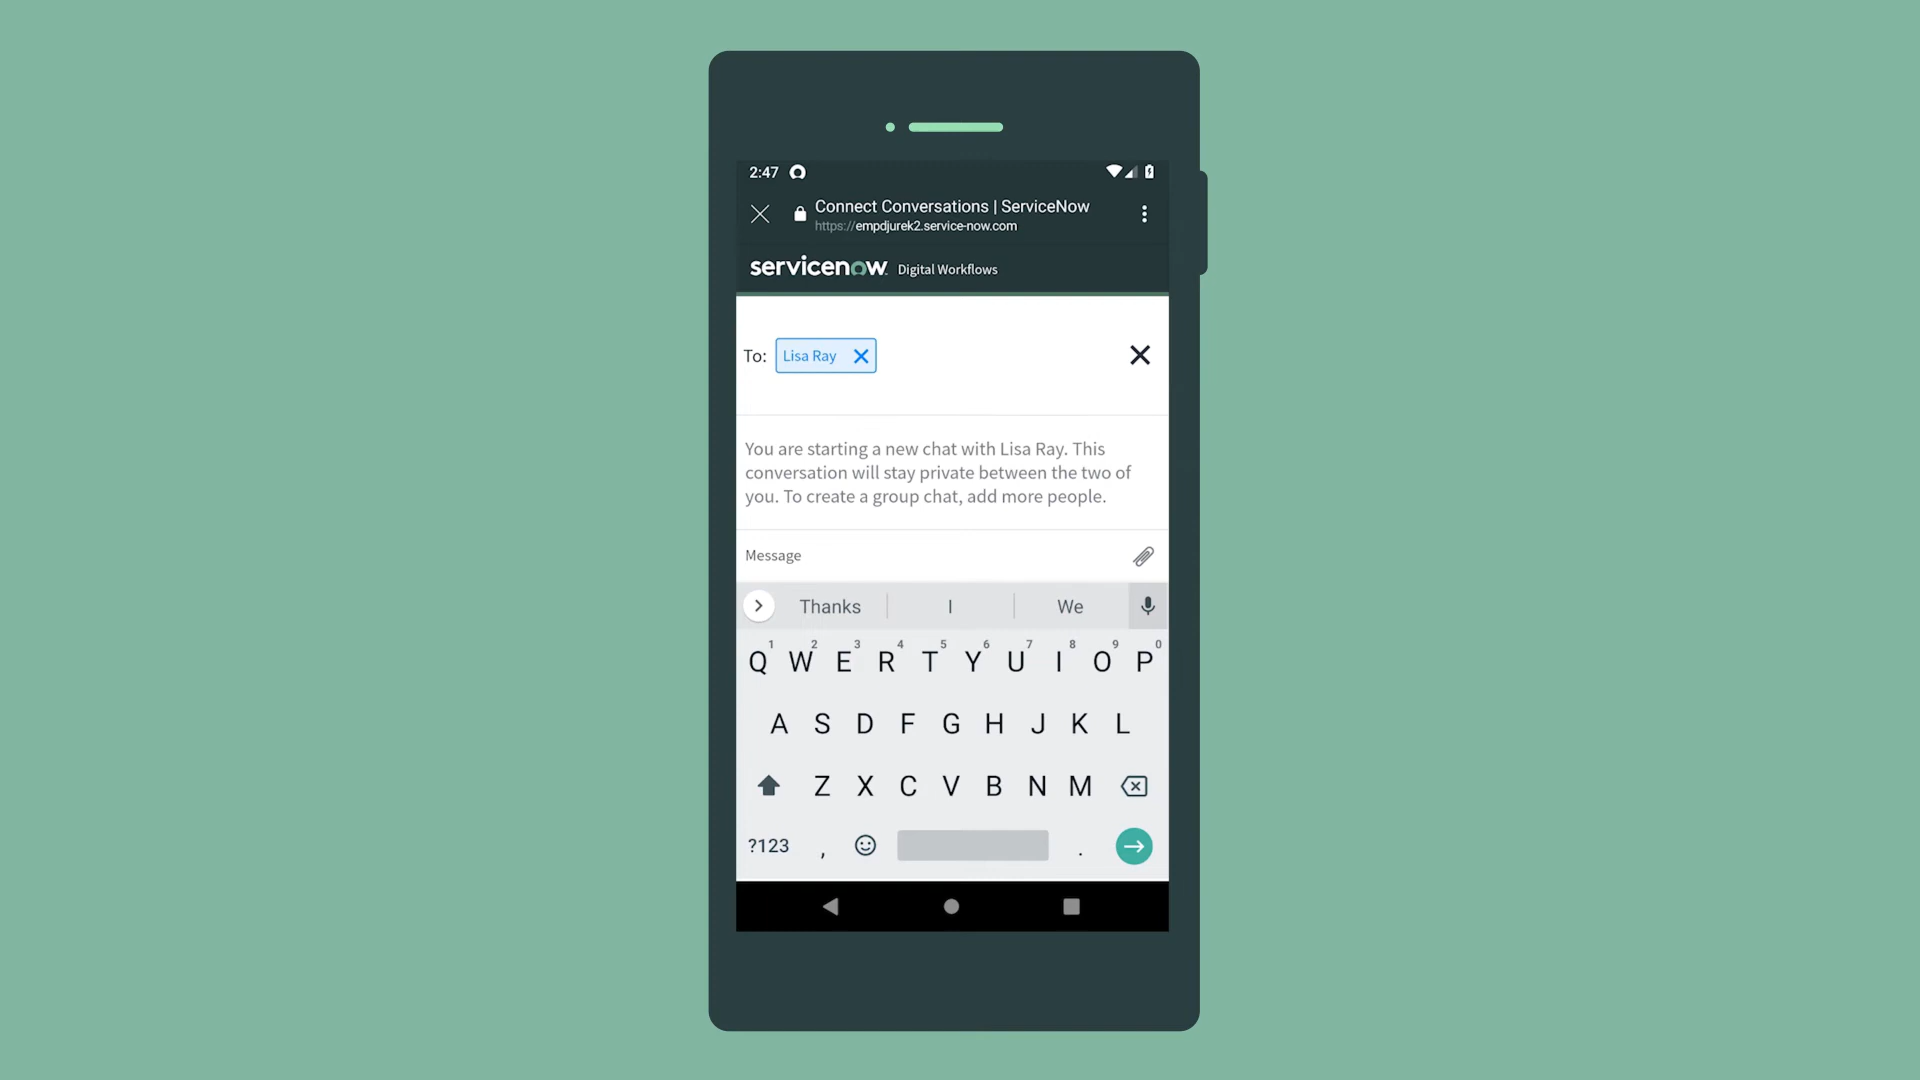 2:47
Connect Conversations | ServiceNow
https://empdjurek2.service-now.com
servicenow Digital Workflows
To: Lisa Ray
You are starting a new chat with Lisa Ray. This
conversation will stay private between the two of
you. To create a group chat, add more people.
Message
Thanks I We
1 2 3 4 5 6 7 8 9 0
Q W E R T Y U I O P
A S D F G H J K L
Z X C V B N M
?123 , .